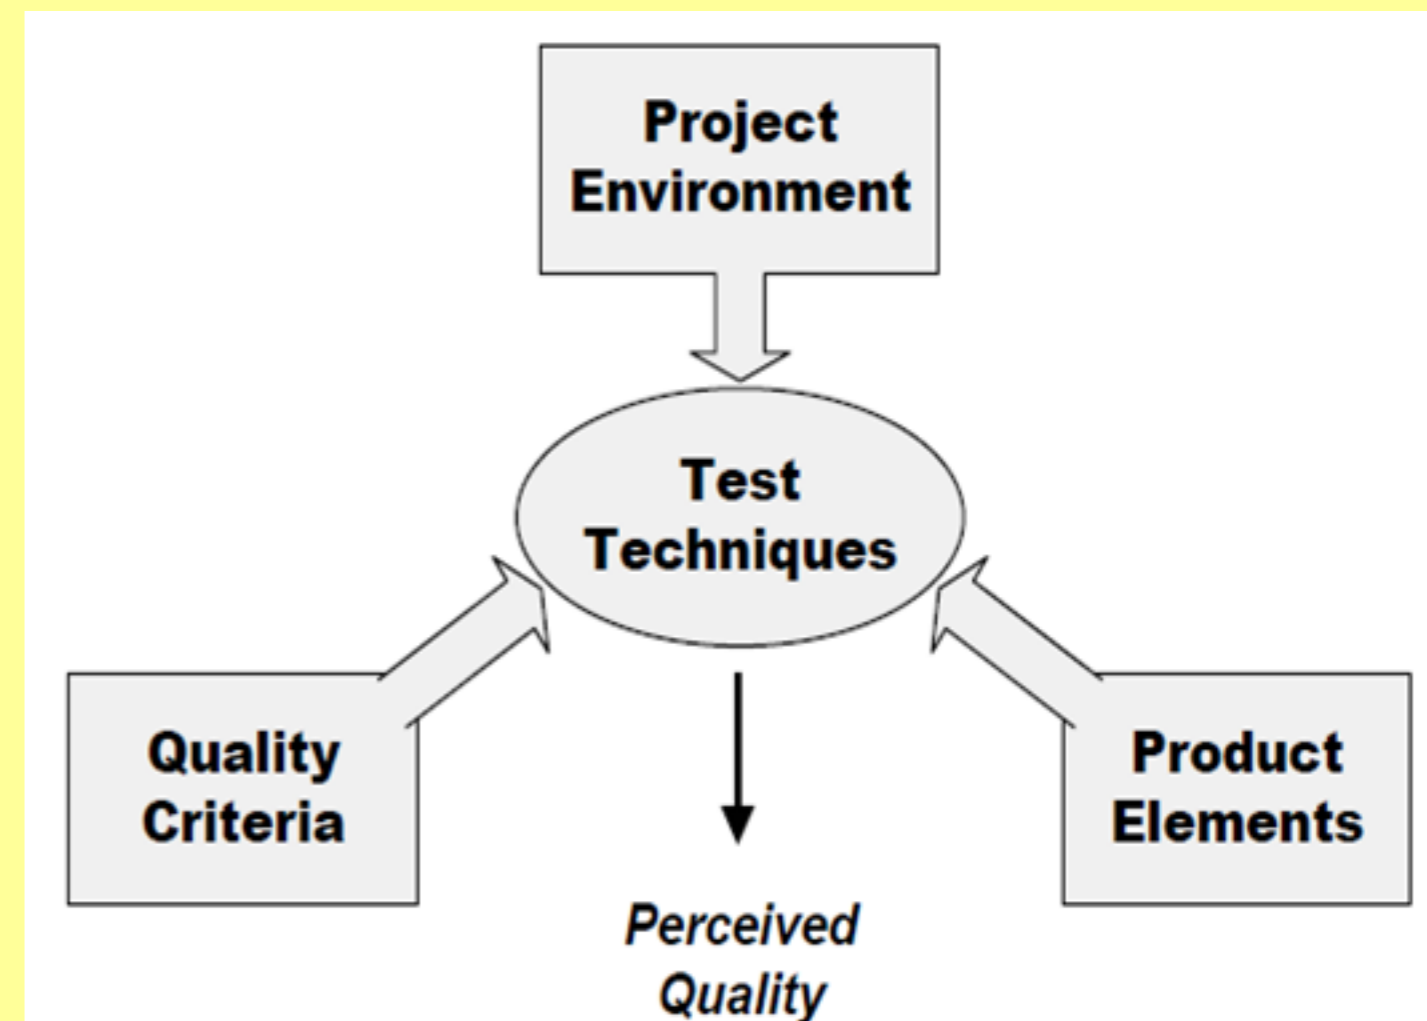 Project
Environment
Test
Techniques
Quality
Criteria
Product
Elements
Perceived
Quality